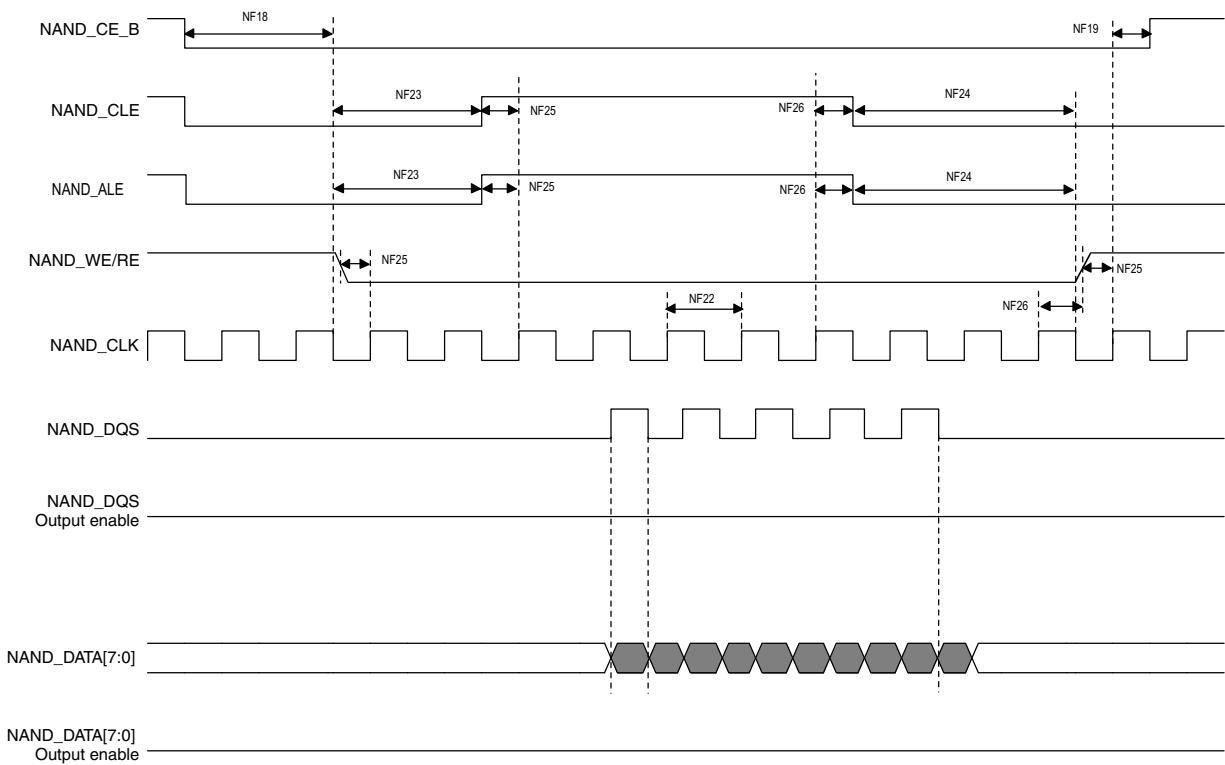 NAND_CE_B
NF18
NF19
NAND_CLE
NF23
NF25
NF26
NF24
NAND_ALE
NF23
NF25
NF26
NF24
NAND_WE/RE
NF25
NF25
NF26
NF22
NAND_CLK
NAND_DQS
NAND_DQS
Output enable
NAND_DATA[7:0]
NAND_DATA[7:0]
Output enable